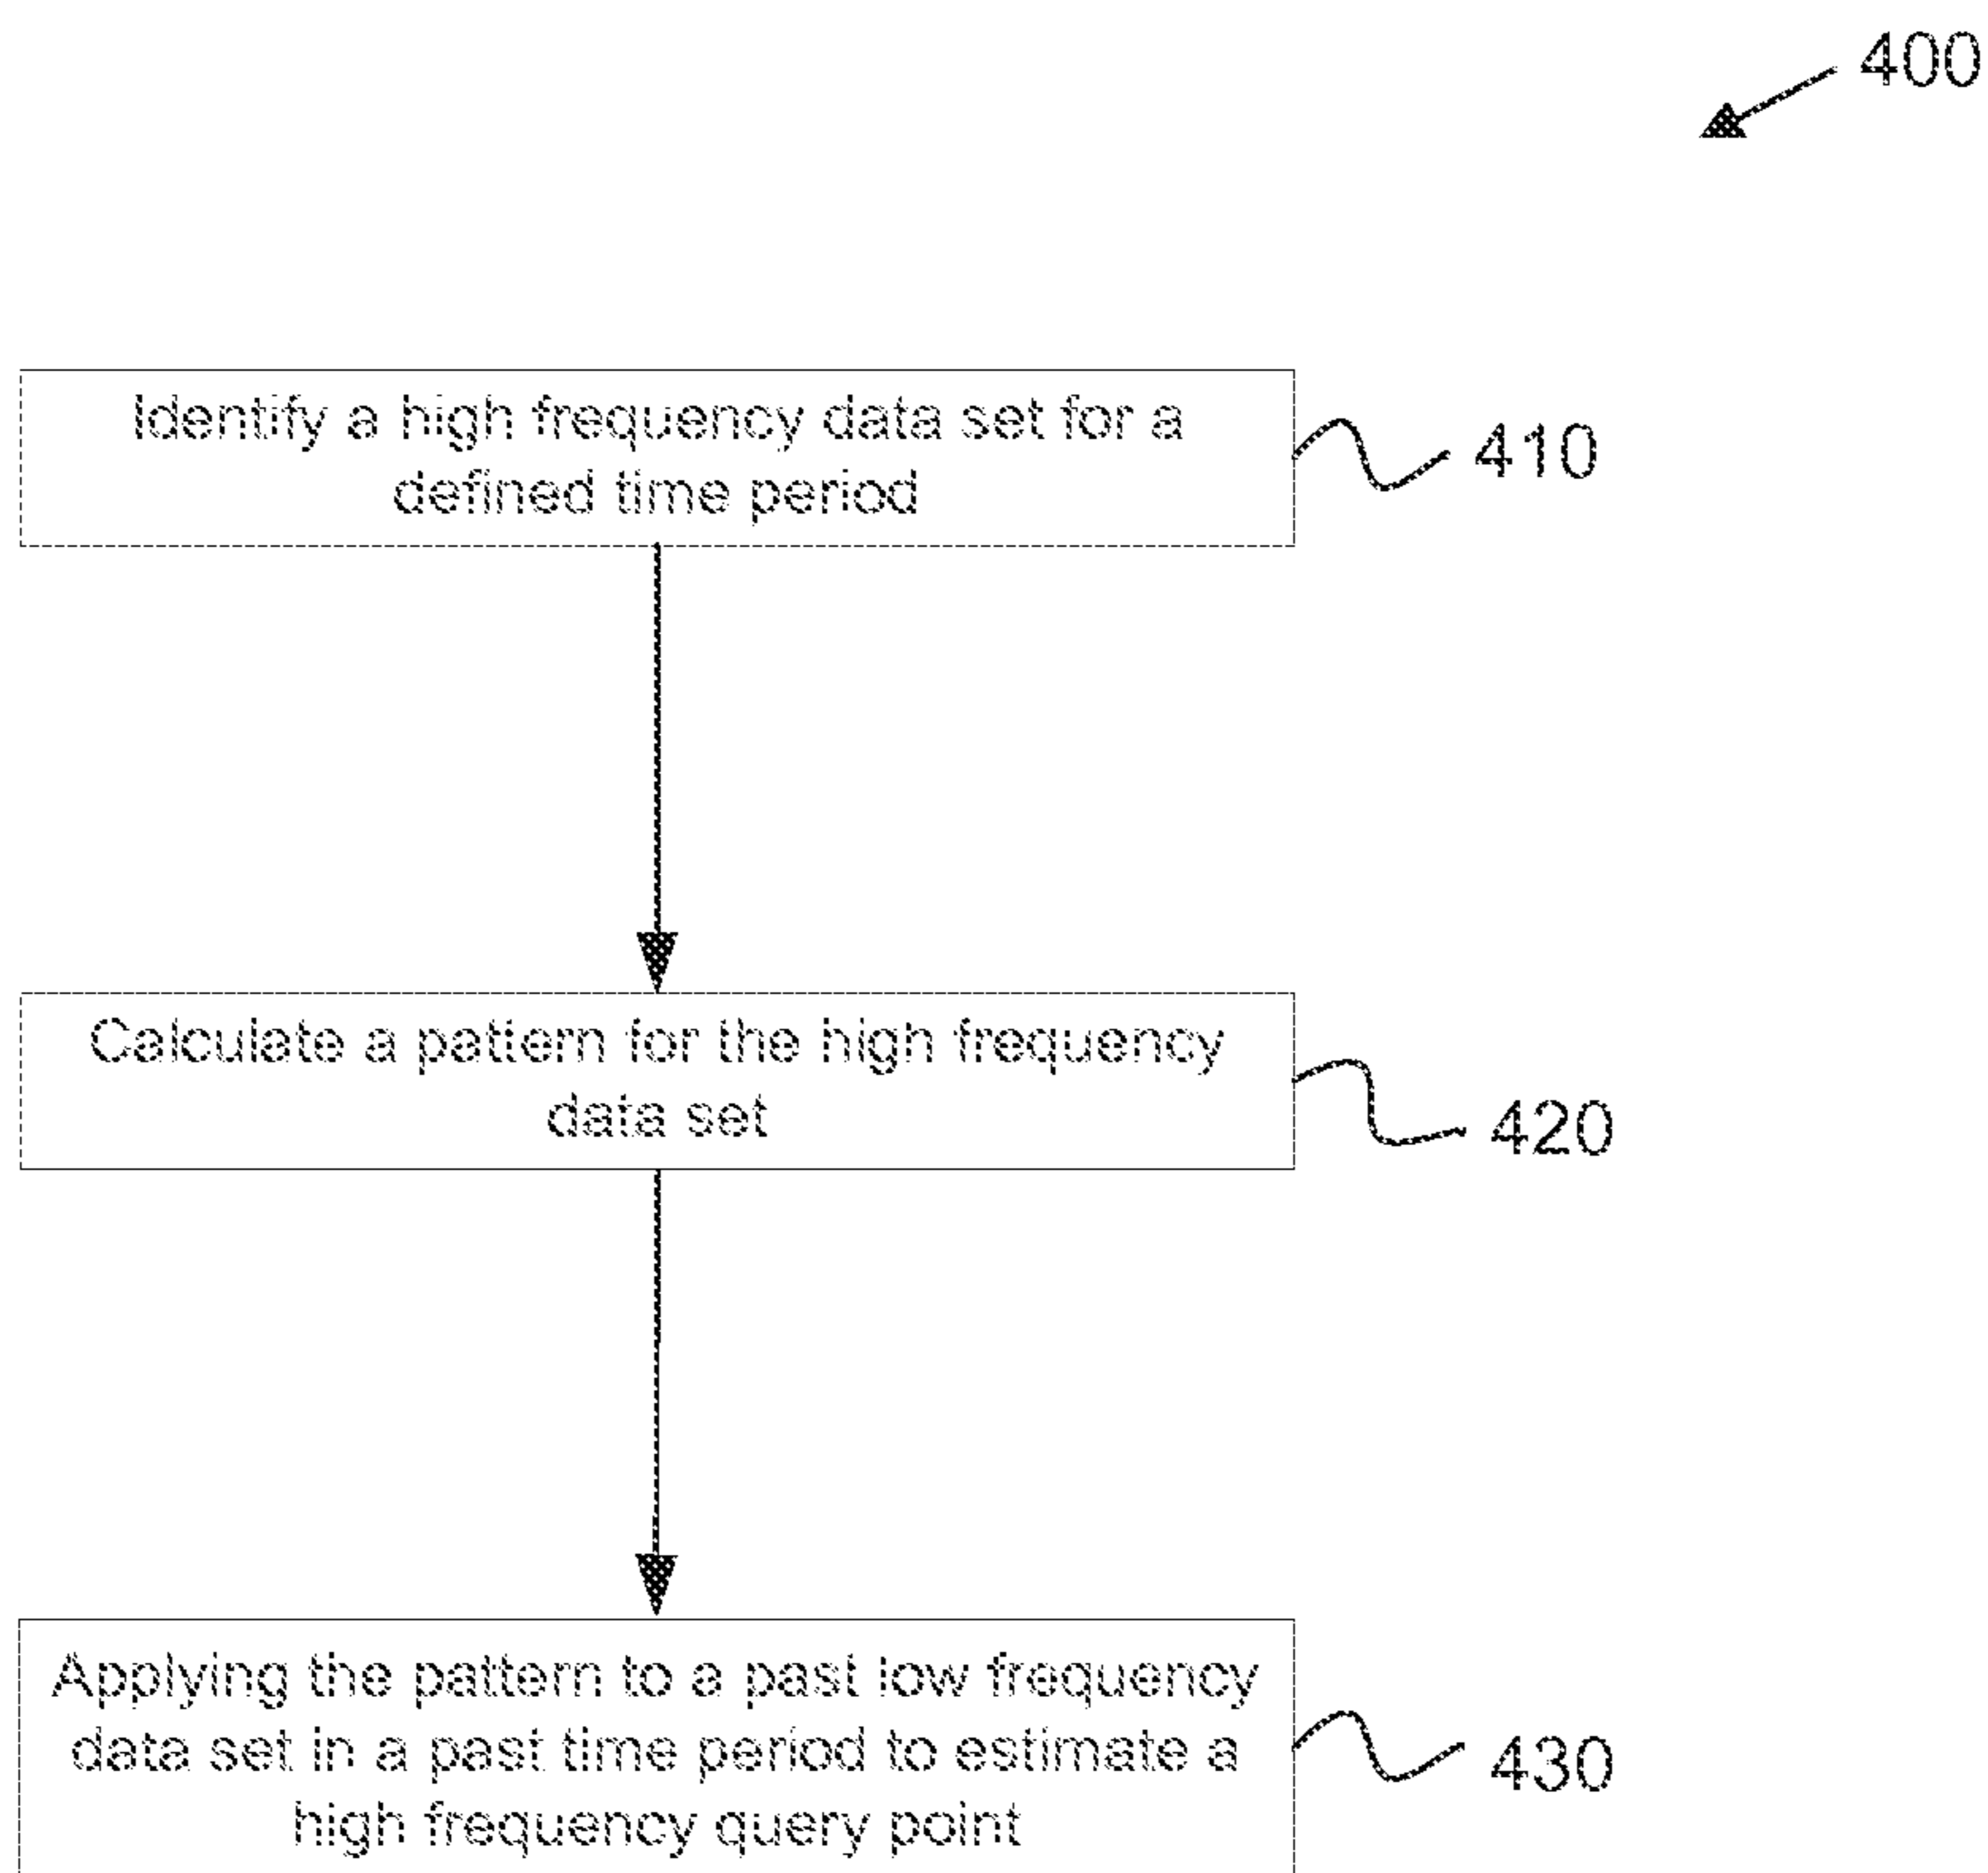 400
Identify a high frequency data set for a
defined time period
410
Calculate a pattern for the high frequency
data set
420
Applying the pattern to a past low frequency
data set in a past time period to estimate a
high frequency query point
430